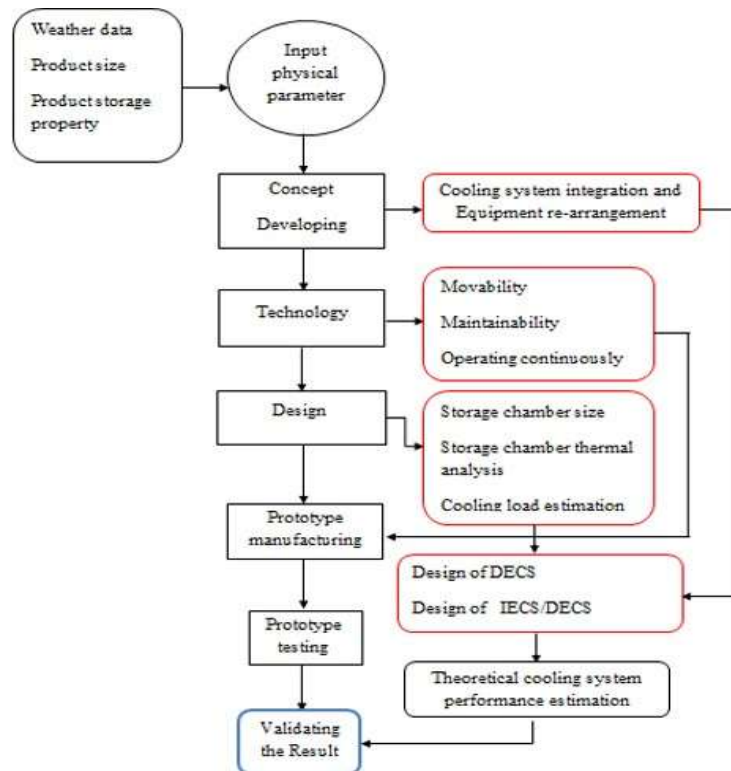 Weather data
Product size
Product storage
property
Input
physical
parameter
Concept
Developing
Cooling system integration and
Equipment re-arrangement
Technology
Movability
Maintainability
Operating continuously
Design
Storage chamber size
Storage chamber thermal
analysis
Cooling load estimation
Prototype
manufacturing
Design of DECS
Design of IECS/DECS
Prototype
testing
Theoretical cooling system
performance estimation
Validating
the Result